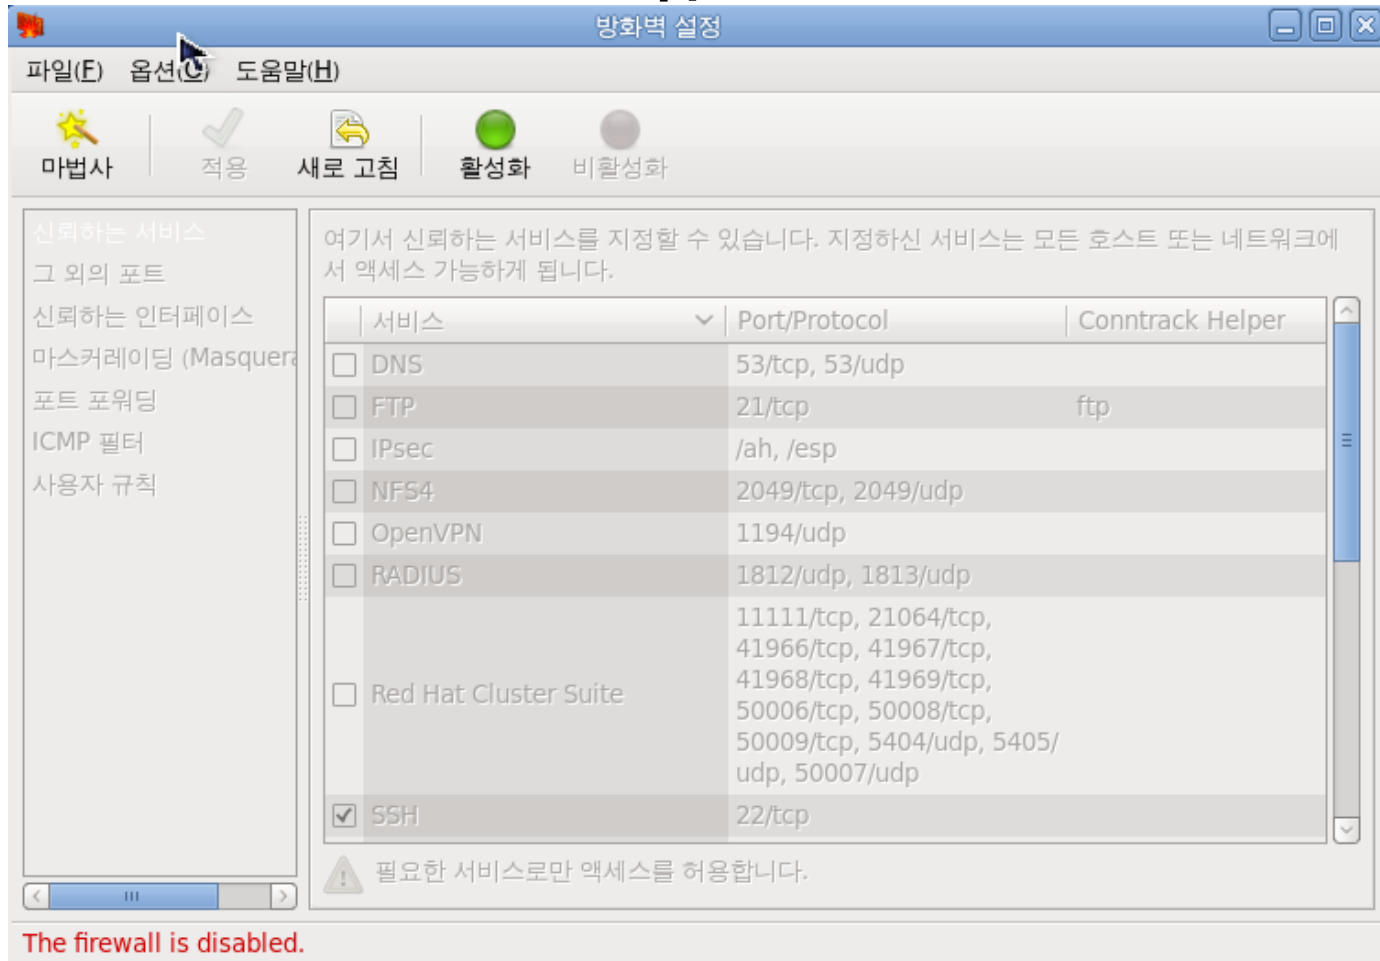 방화벽 설정
파일(F) 옵션(O) 도움말(H)
마법사 적용 새로 고침 활성화 비활성화
신뢰하는 서비스
그 외의 포트
신뢰하는 인터페이스
마스커레이딩 (Masquera
포트 포워딩
ICMP 필터
사용자 규칙
여기서 신뢰하는 서비스를 지정할 수 있습니다. 지정하신 서비스는 모든 호스트 또는 네트워크에
서 액세스 가능하게 됩니다.
서비스 Port/Protocol Conntrack Helper
DNS 53/tcp, 53/udp
FTP 21/tcp ftp
IPsec /ah, /esp
NFS4 2049/tcp, 2049/udp
OpenVPN 1194/udp
RADIUS 1812/udp, 1813/udp
11111/tcp, 21064/tcp,
41966/tcp, 41967/tcp,
41968/tcp, 41969/tcp,
Red Hat Cluster Suite
50006/tcp, 50008/tcp,
50009/tcp, 5404/udp, 5405/
udp, 50007/udp
SSH 22/tcp
필요한 서비스로만 액세스를 허용합니다.
The firewall is disabled.